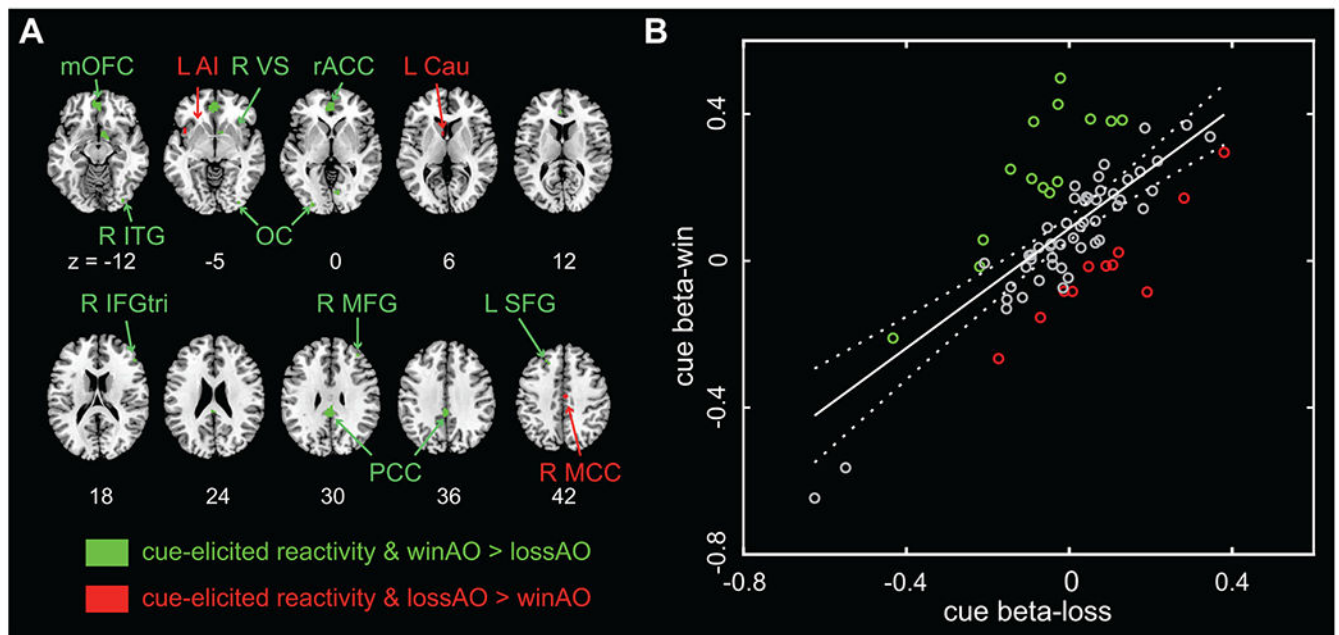 A
mOFC
L AI
R VS
rACC
L Cau
R ITG
OC
z = -12
-5
0
6
12
R IFGtri
R MFG
L SFG
PCC
R MCC
18
24
30
36
42
cue-elicited reactivity & winAO > lossAO
cue-elicited reactivity & lossAO > winAO
B
cue beta-win
0.4
0
-0.4
-0.8
-0.8
-0.4
0
0.4
cue beta-loss